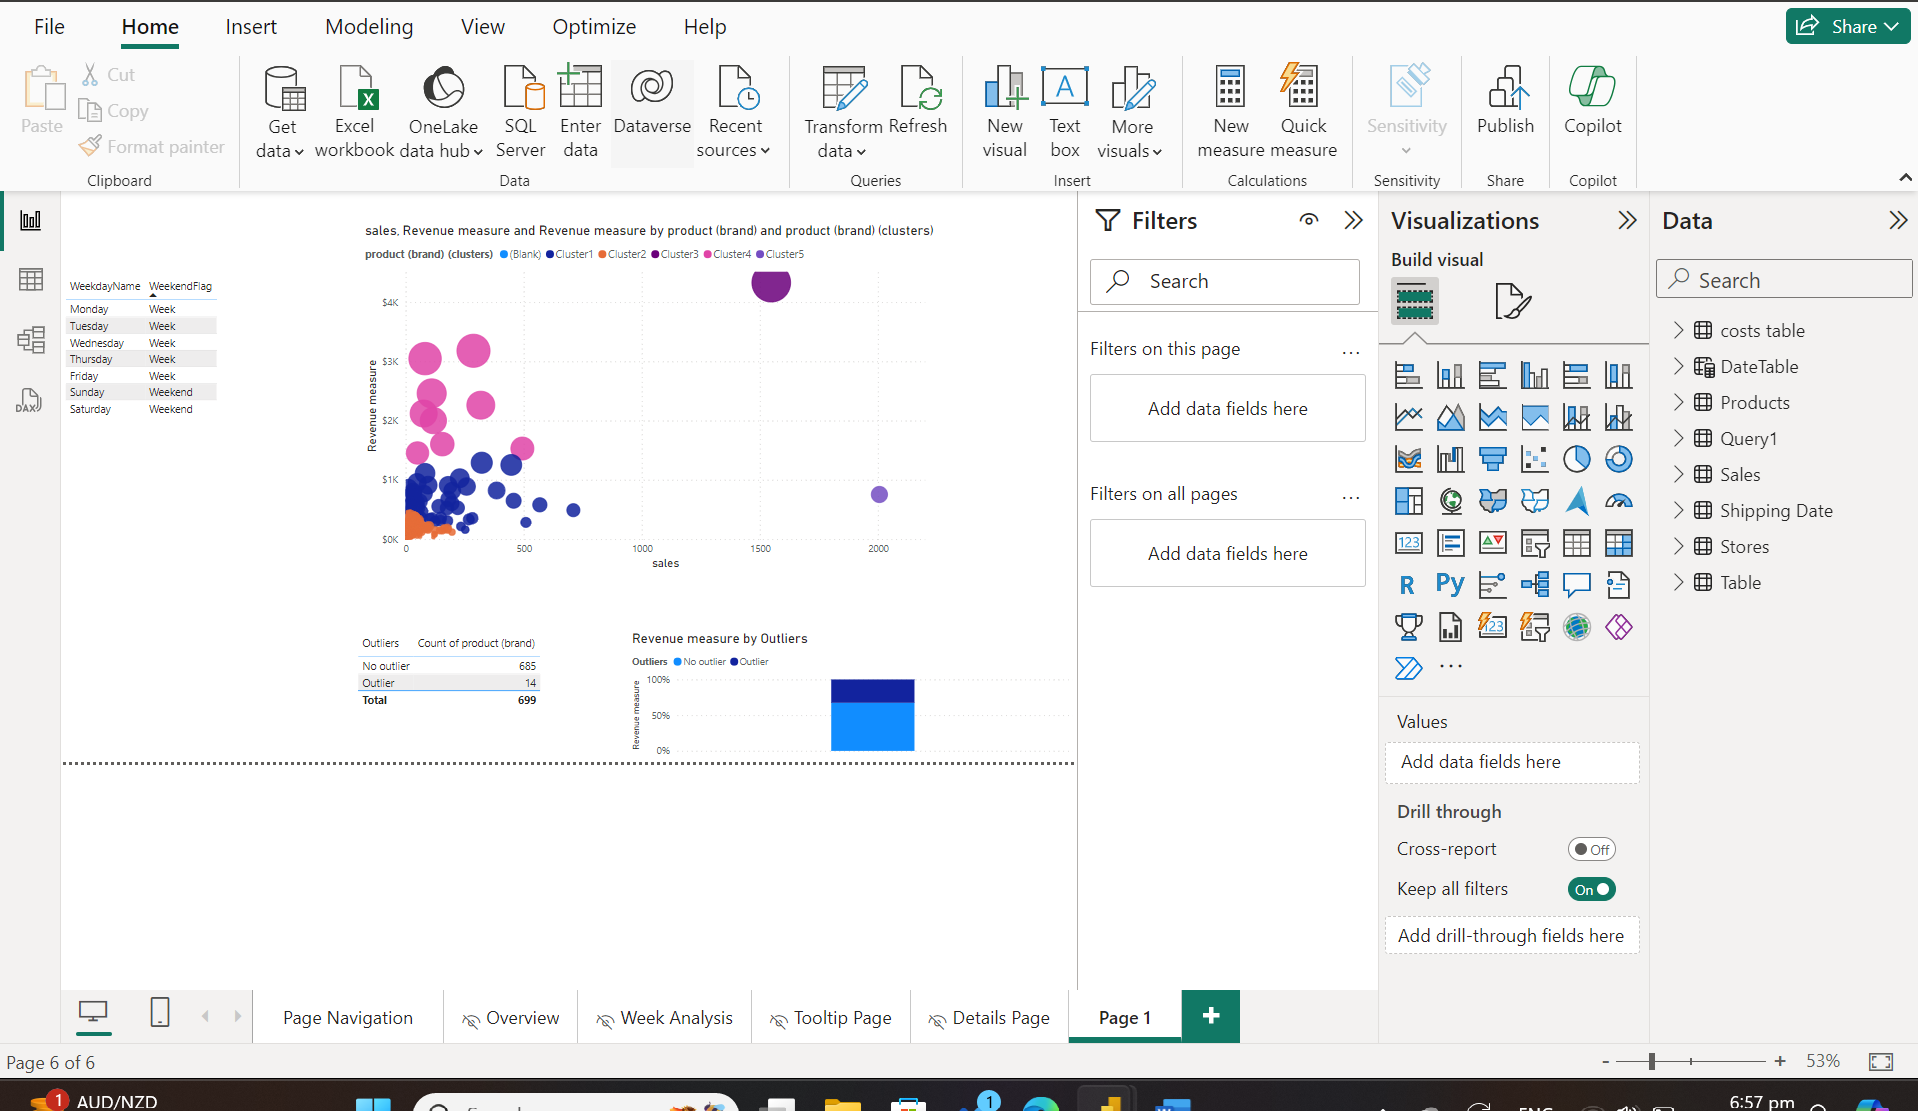 File Home Insert Modeling View Optimize Help Share
Paste Cut
Copy
Format painter
Clipboard
Get data
Excel workbook
OneLake data hub
SQL Server
Enter data
Dataverse
Recent sources
Data
Transform data
Refresh
Queries
New visual
Text box
More visuals
Insert
New measure
Quick measure
Calculations
Sensitivity
Sensitivity
Publish
Share
Copilot
Copilot
WeekdayName WeekendFlag
Monday Week
Tuesday Week
Wednesday Week
Thursday Week
Friday Week
Sunday Weekend
Saturday Weekend
sales, Revenue measure and Revenue measure by product (brand) and product (brand) (clusters)
product (brand) (clusters) (Blank) Cluster1 Cluster2 Cluster3 Cluster4 Cluster5
Revenue measure
$4K
$3K
$2K
$1K
$0K
0 500 1000 1500 2000
sales
Outliers Count of product (brand)
No outlier 685
Outlier 14
Total 699
Revenue measure by Outliers
Outliers No outlier Outlier
Revenue measure
100%
50%
0%
Filters
Search
Filters on this page ...
Add data fields here
Filters on all pages ...
Add data fields here
Visualizations
Build visual
123
R Py
123
...
Values
Add data fields here
Drill through
Cross-report Off
Keep all filters On
Add drill-through fields here
Data
Search
costs table
DateTable
Products
Query1
Sales
Shipping Date
Stores
Table
DAX
Page Navigation Overview Week Analysis Tooltip Page Details Page Page 1 +
Page 6 of 6 - + 53%
1 AUD/NZD 1 6:57 pm